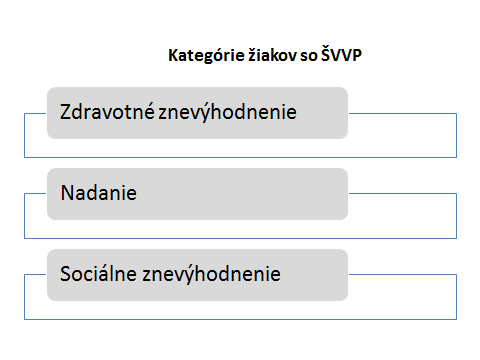 Kategórie žiakov so ŠVVP
Zdravotné znevýhodnenie
Nadanie
Sociálne znevýhodnenie